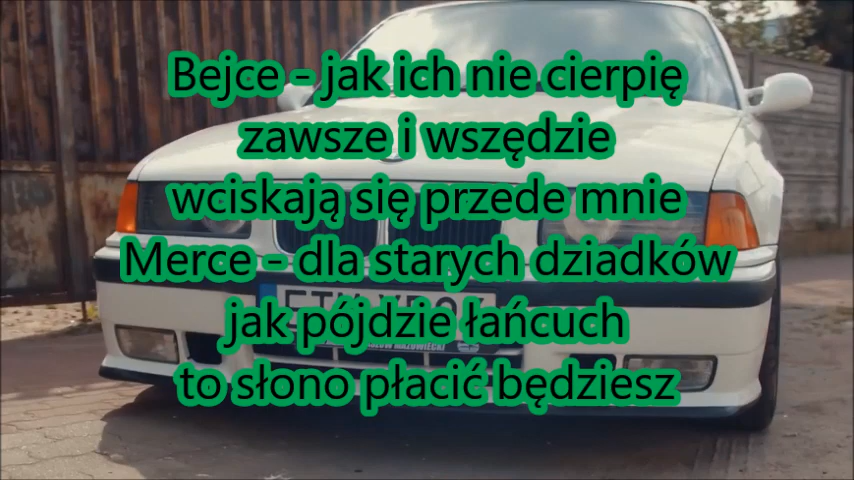 Bejce - jak ich nie cierpię
zawsze i wszędzie
wciskają się przede mnie
Merce - dla starych dziadków
jak pójdzie łańcuch
to słono płacić będziesz